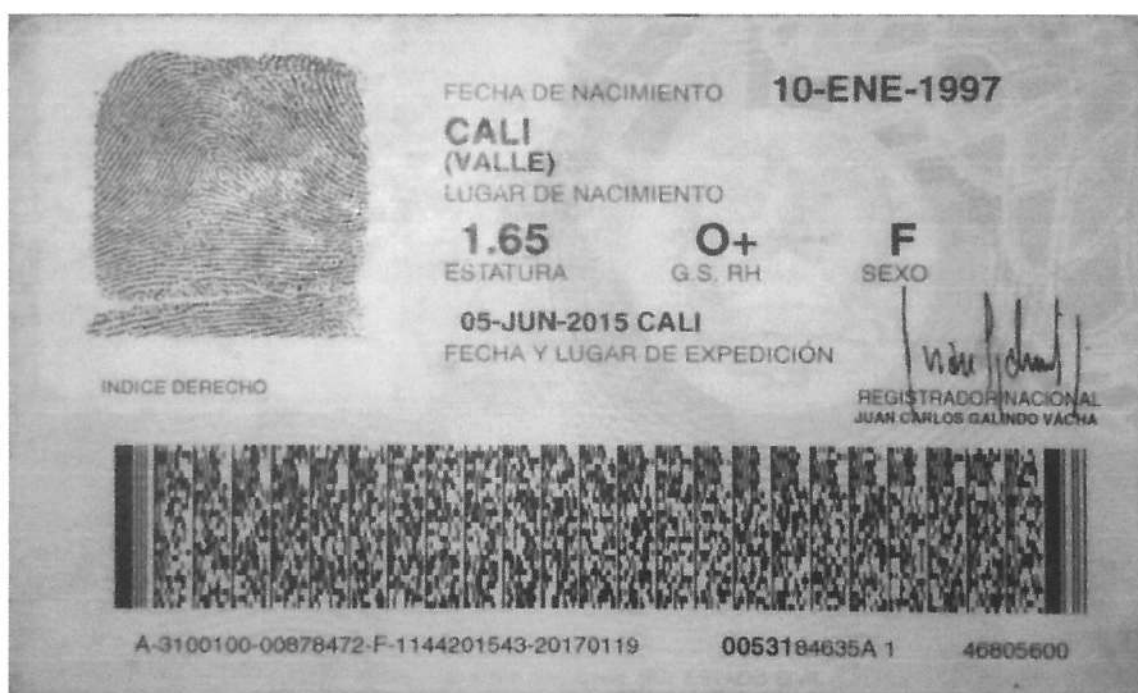 FECHA DE NACIMIENTO 10-ENE-1997
CALI
(VALLE)
LUGAR DE NACIMIENTO
1.65 O+ F
ESTATURA G.S. RH SEXO
05-JUN-2015 CALI
FECHA Y LUGAR DE EXPEDICIÓN
INDICE DERECHO
REGISTRADOR NACIONAL
JUAN CARLOS GALINDO VÁCHA
A-3100100-00878472-F-1144201543-20170119 0053184635A 1 46805600